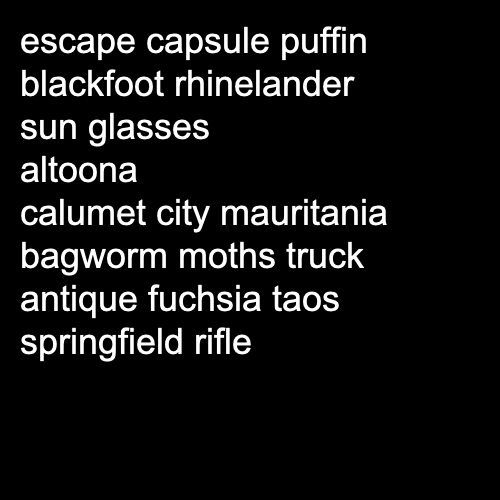 escape capsule puffin
blackfoot rhinelander
sun glasses
altoona
calumet city mauritania
bagworm moths truck
antique fuchsia taos
springfield rifle